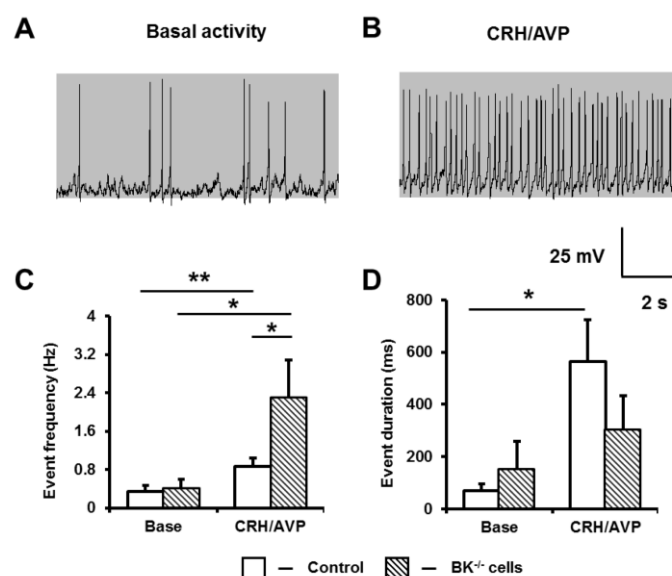 A Basal activity
B CRH/AVP
25 mV
2 s
C
**
*
*
Event frequency (Hz)
4
3.2
2.4
1.6
0.8
0
Base CRH/AVP
D
*
Event duration (ms)
800
600
400
200
0
Base CRH/AVP
– Control – BK-/- cells